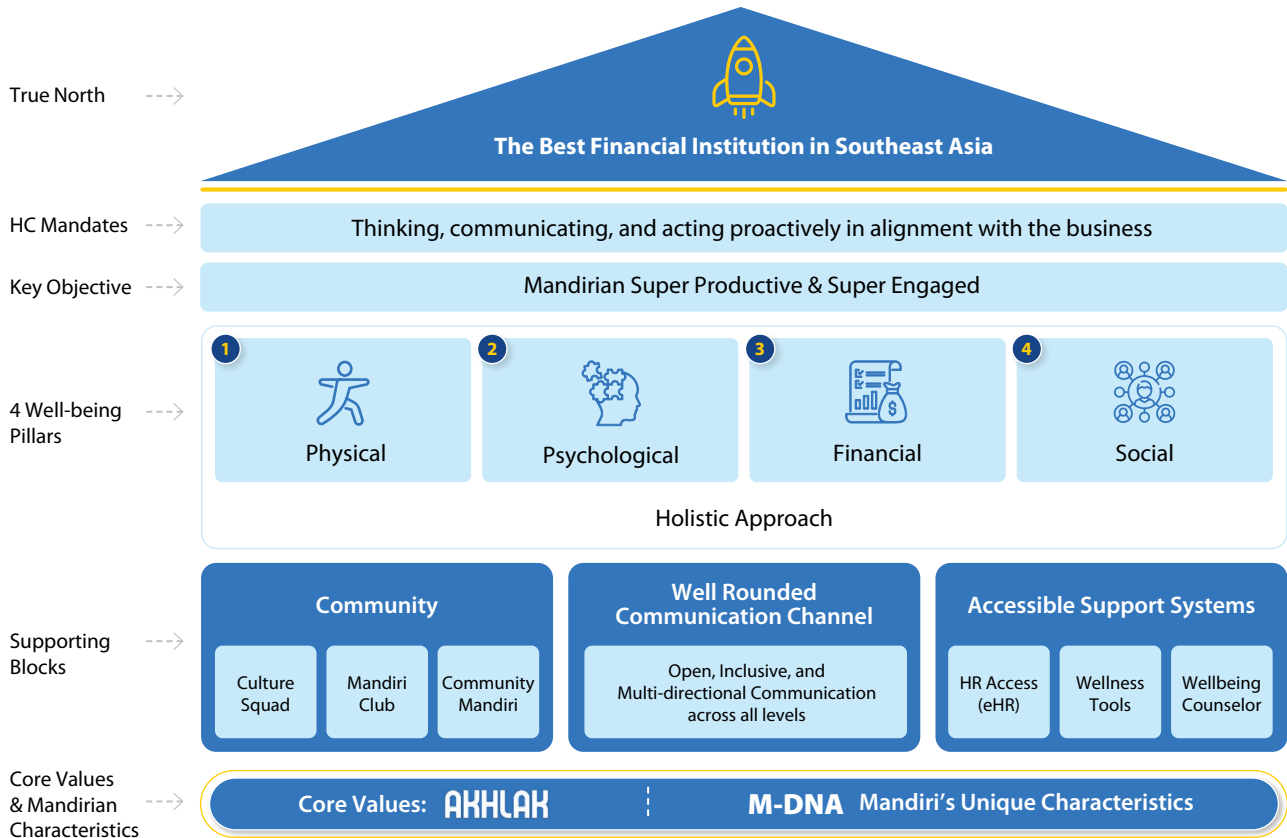 True North
The Best Financial Institution in Southeast Asia
HC Mandates
Thinking, communicating, and acting proactively in alignment with the business
Key Objective
Mandirian Super Productive & Super Engaged
4 Well-being
Pillars
1
Physical
2
Psychological
3
$
Financial
4
Social
Holistic Approach
Supporting
Blocks
Community
Culture
Squad
Mandiri
Club
Community
Mandiri
Well Rounded
Communication Channel
Open, Inclusive, and
Multi-directional Communication
across all levels
Accessible Support Systems
HR Access
(eHR)
Wellness
Tools
Wellbeing
Counselor
Core Values
& Mandirian
Characteristics
Core Values: AKHLAK
M-DNA Mandiri's Unique Characteristics